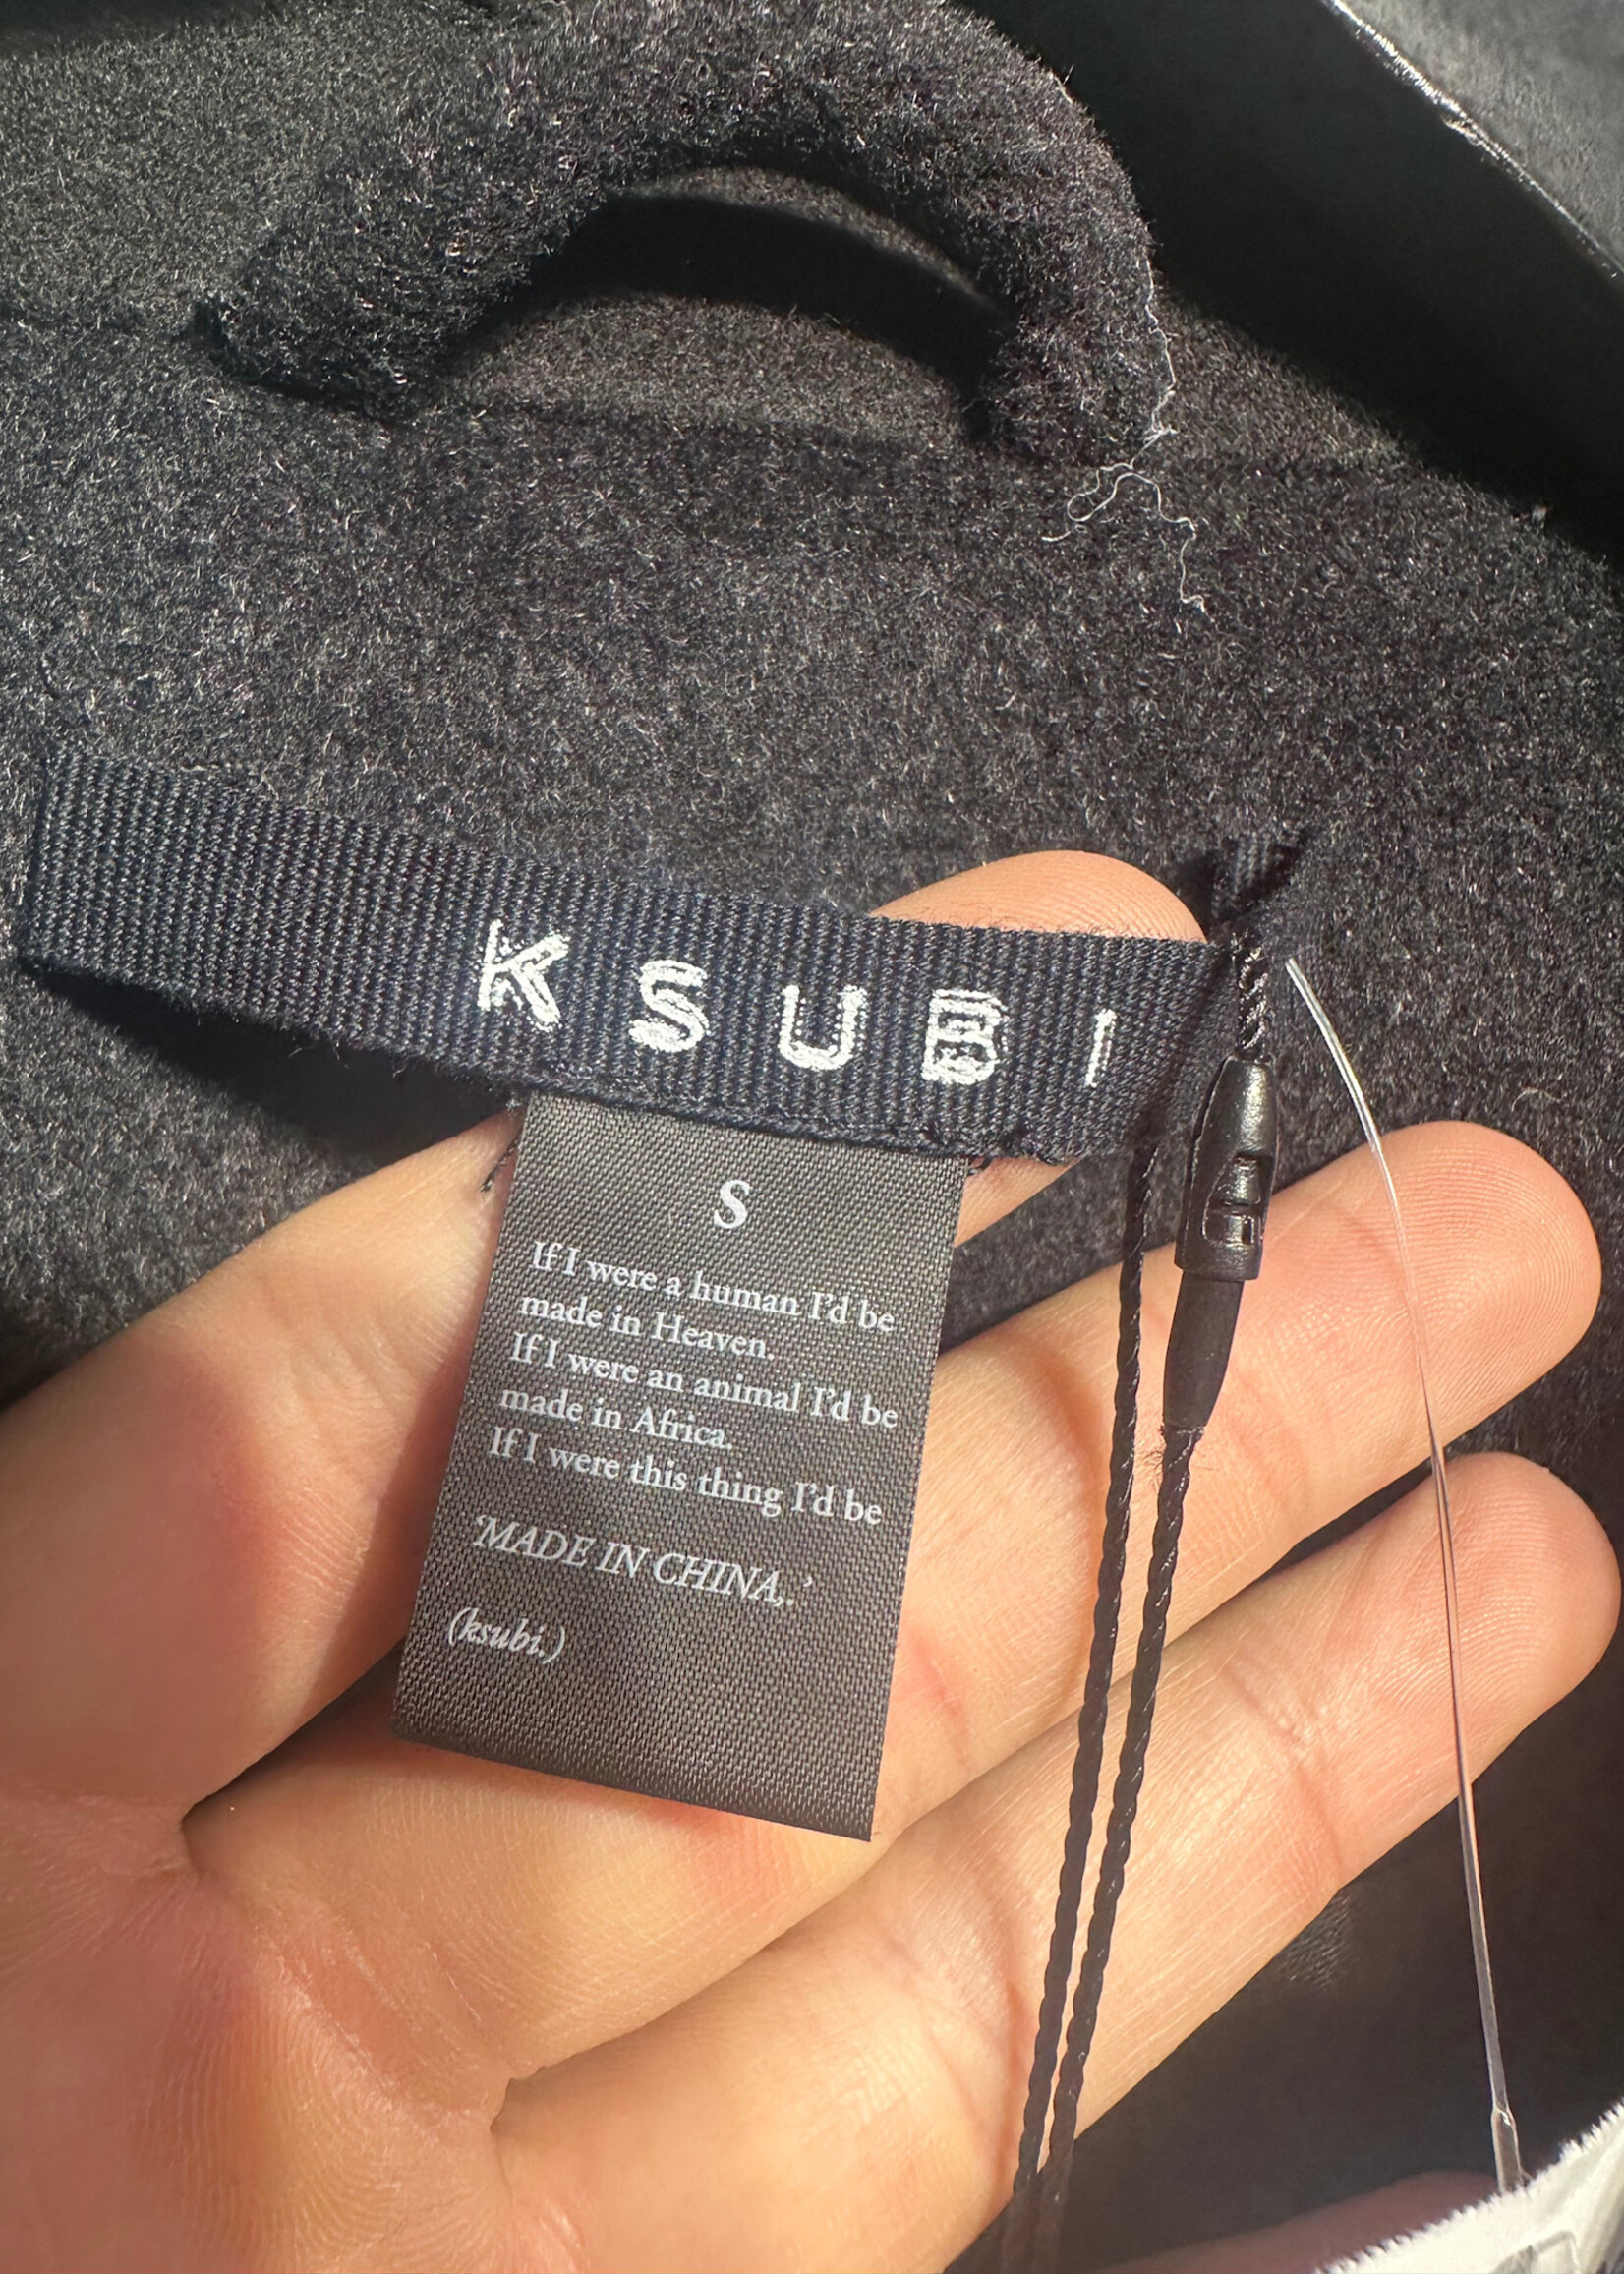 KSUBI
S
If I were a human I'd be
made in Heaven.
If I were an animal I'd be
made in Africa.
If I were this thing I'd be
'MADE IN CHINA,.'
(ksubi.)